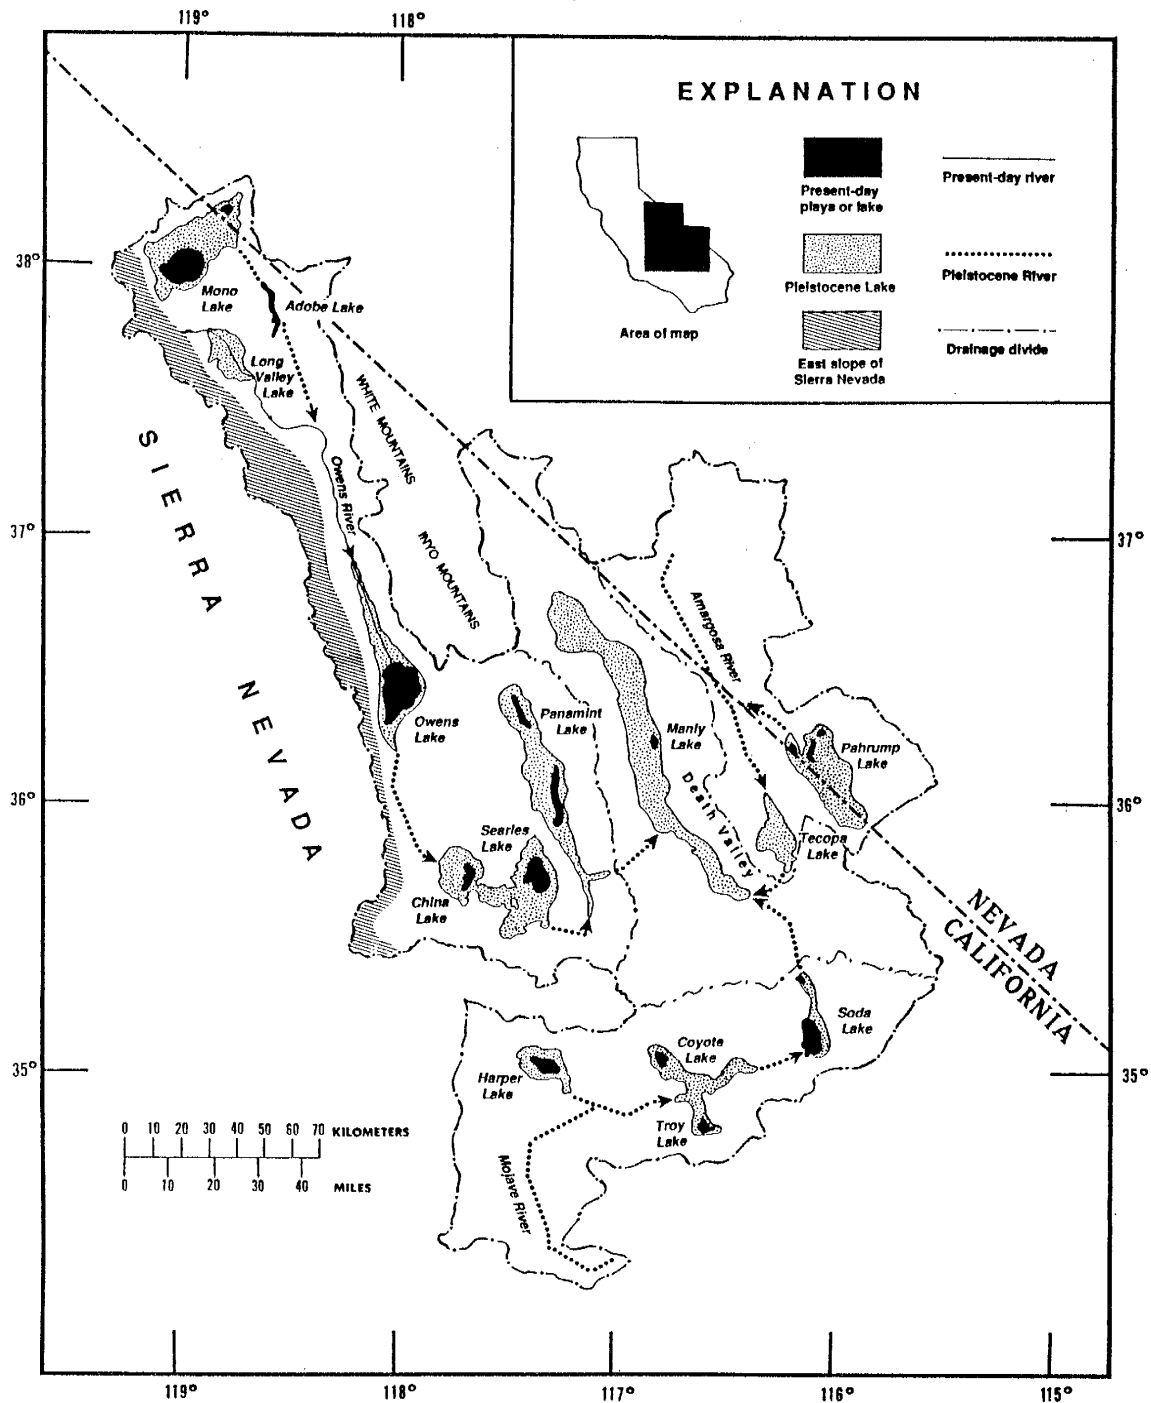 119°
118°
EXPLANATION
Present-day
playa or lake
Present-day river
Pleistocene Lake
Pleistocene River
East slope of
Sierra Nevada
Drainage divide
Area of map
38°
Mono
Lake
Adobe Lake
Long
Valley
Lake
WHITE MOUNTAINS
SIERRA NEVADA
Owens River
37°
37°
INYO MOUNTAINS
Amargosa River
Owens
Lake
Panamint
Lake
Manly
Lake
Pahrump
Lake
Death Valley
36°
36°
Searles
Lake
Tecopa
Lake
China
Lake
NEVADA
CALIFORNIA
Soda
Lake
Coyote
Lake
35°
35°
Harper
Lake
Troy
Lake
0 10 20 30 40 50 60 70 KILOMETERS
0 10 20 30 40 MILES
Mojave River
119°
118°
117°
116°
115°